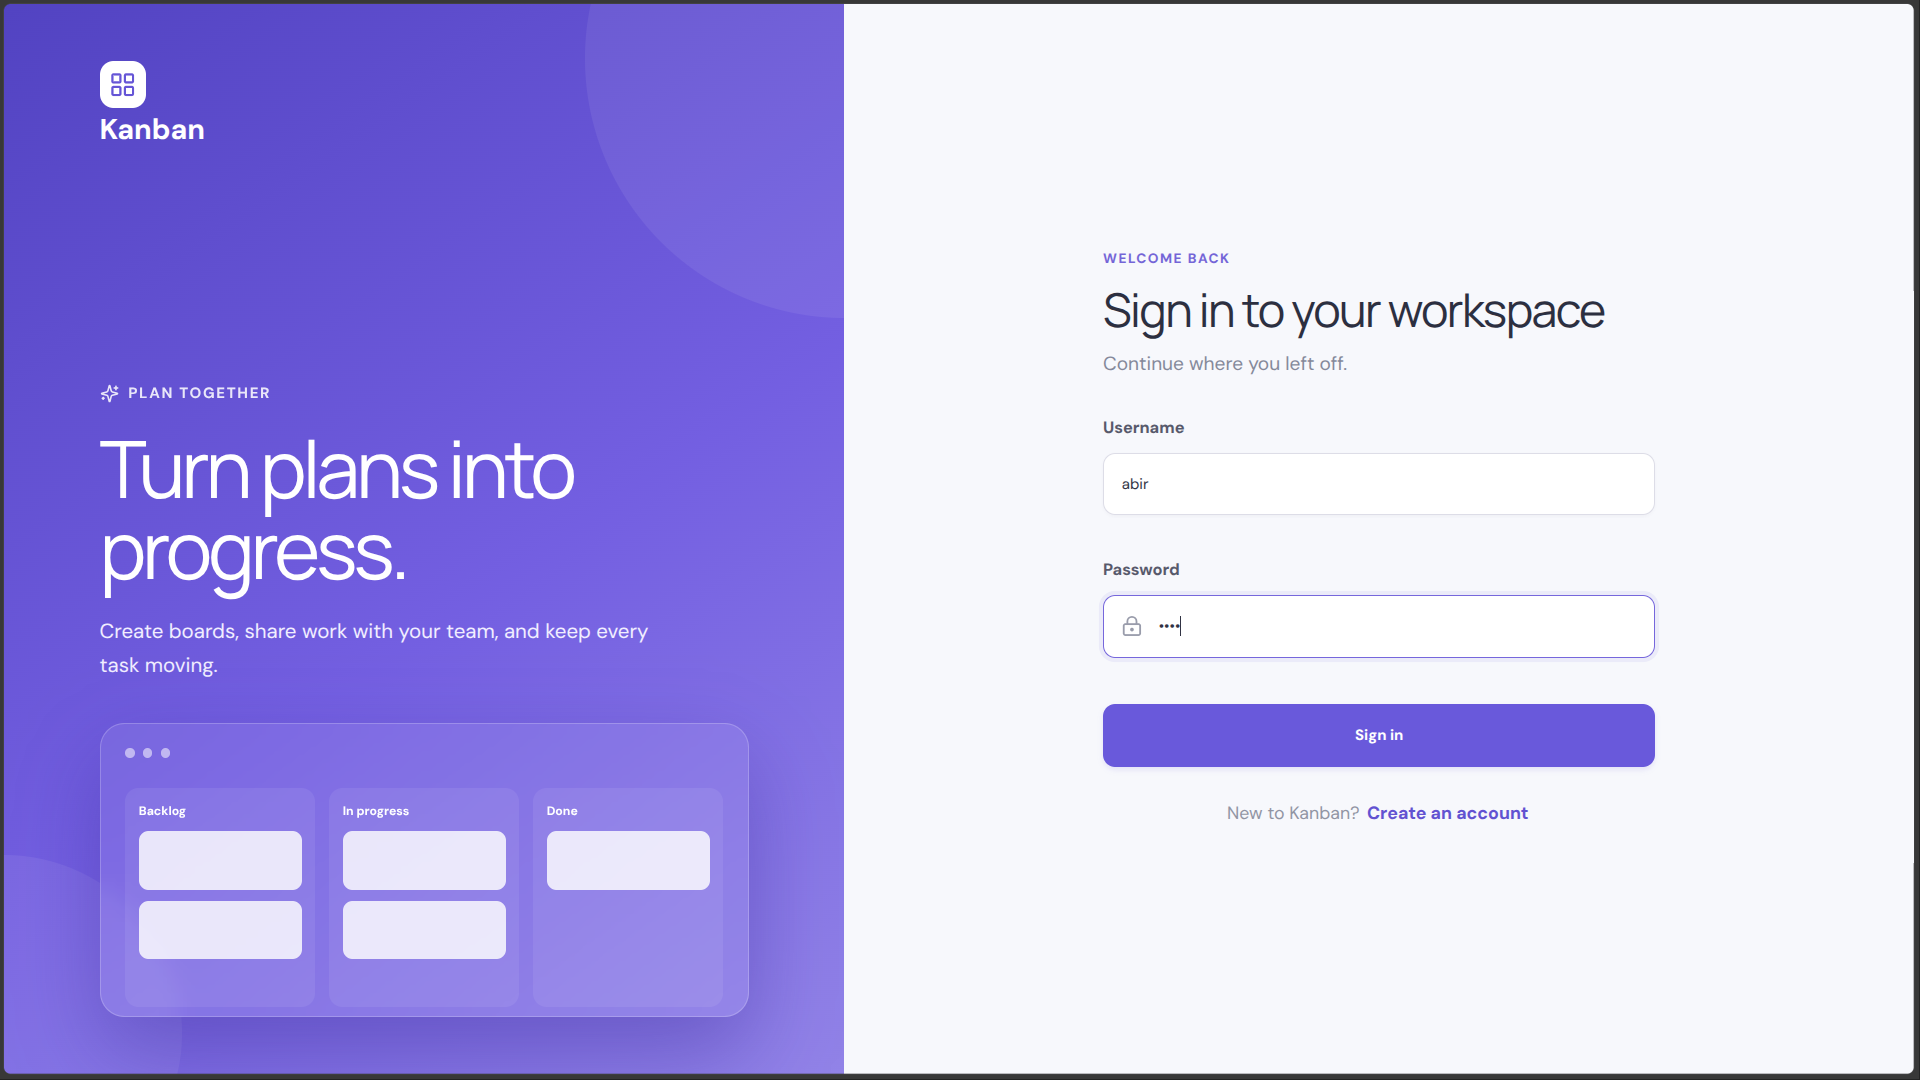 Kanban
PLAN TOGETHER
Turn plans into
progress.
Create boards, share work with your team, and keep every
task moving.
Backlog
In progress
Done
WELCOME BACK
Sign in to your workspace
Continue where you left off.
Username
abir
Password
••••
Sign in
New to Kanban? Create an account